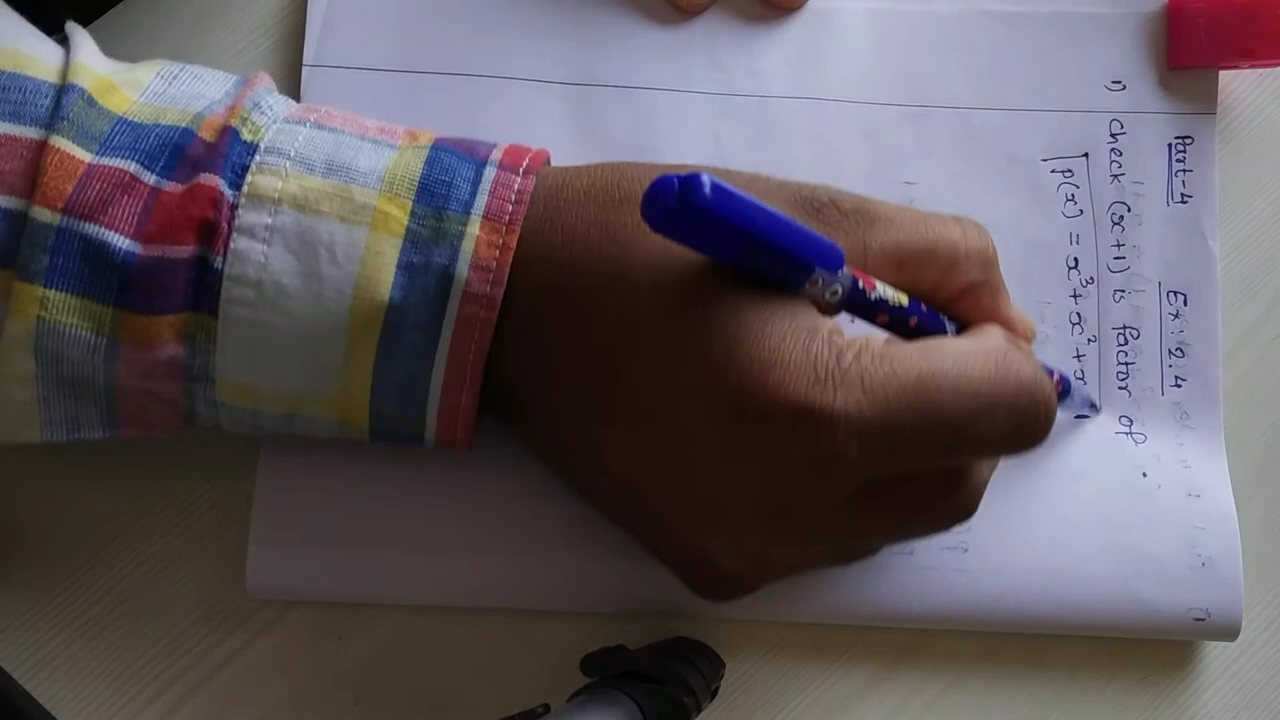 Part-4 Ex: 2.4
1) Check (x+1) is factor of
p(x) = x³ + x² + x